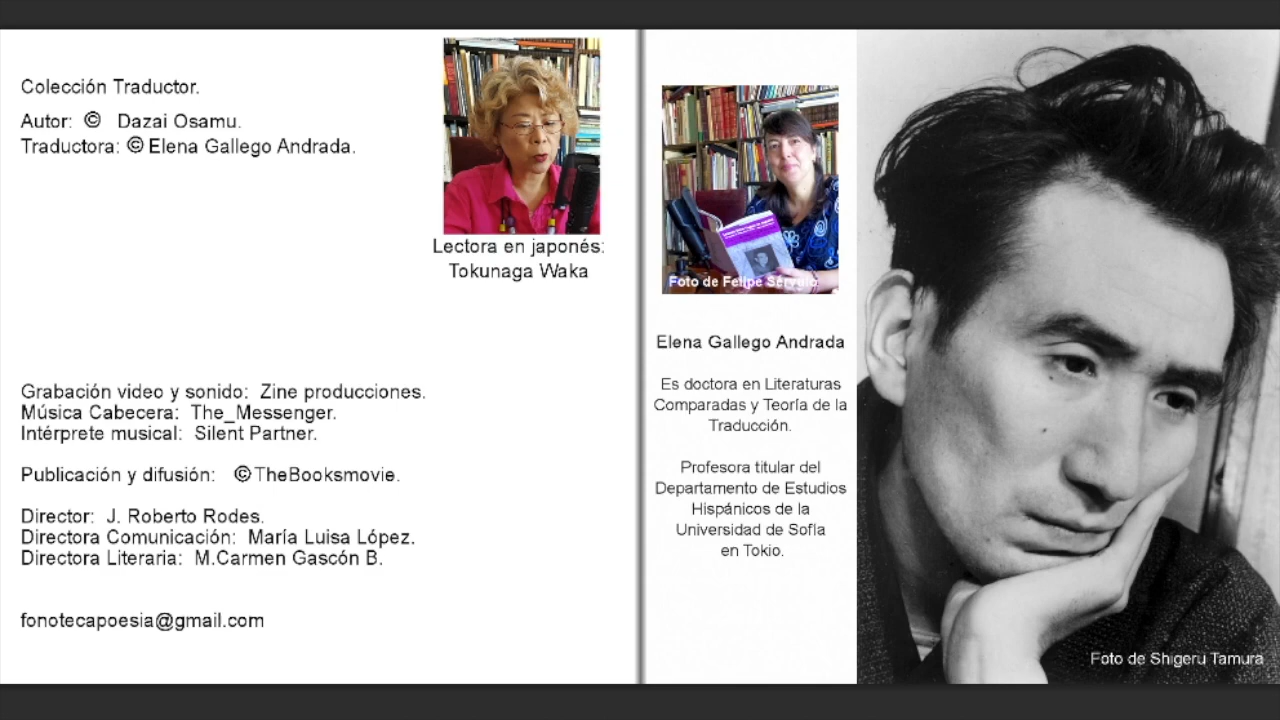 Colección Traductor.
Autor: © Dazai Osamu.
Traductora: © Elena Gallego Andrada.
Lectora en japonés:
Tokunaga Waka
Grabación video y sonido: Zine producciones.
Música Cabecera: The_Messenger.
Intérprete musical: Silent Partner.
Publicación y difusión: ©TheBooksmovie.
Director: J. Roberto Rodes.
Directora Comunicación: María Luisa López.
Directora Literaria: M.Carmen Gascón B.
fonotecapoesia@gmail.com
Foto de Felipe Sérvulo
Elena Gallego Andrada
Es doctora en Literaturas
Comparadas y Teoría de la
Traducción.
Profesora titular del
Departamento de Estudios
Hispánicos de la
Universidad de Sofía
en Tokio.
Foto de Shigeru Tamura